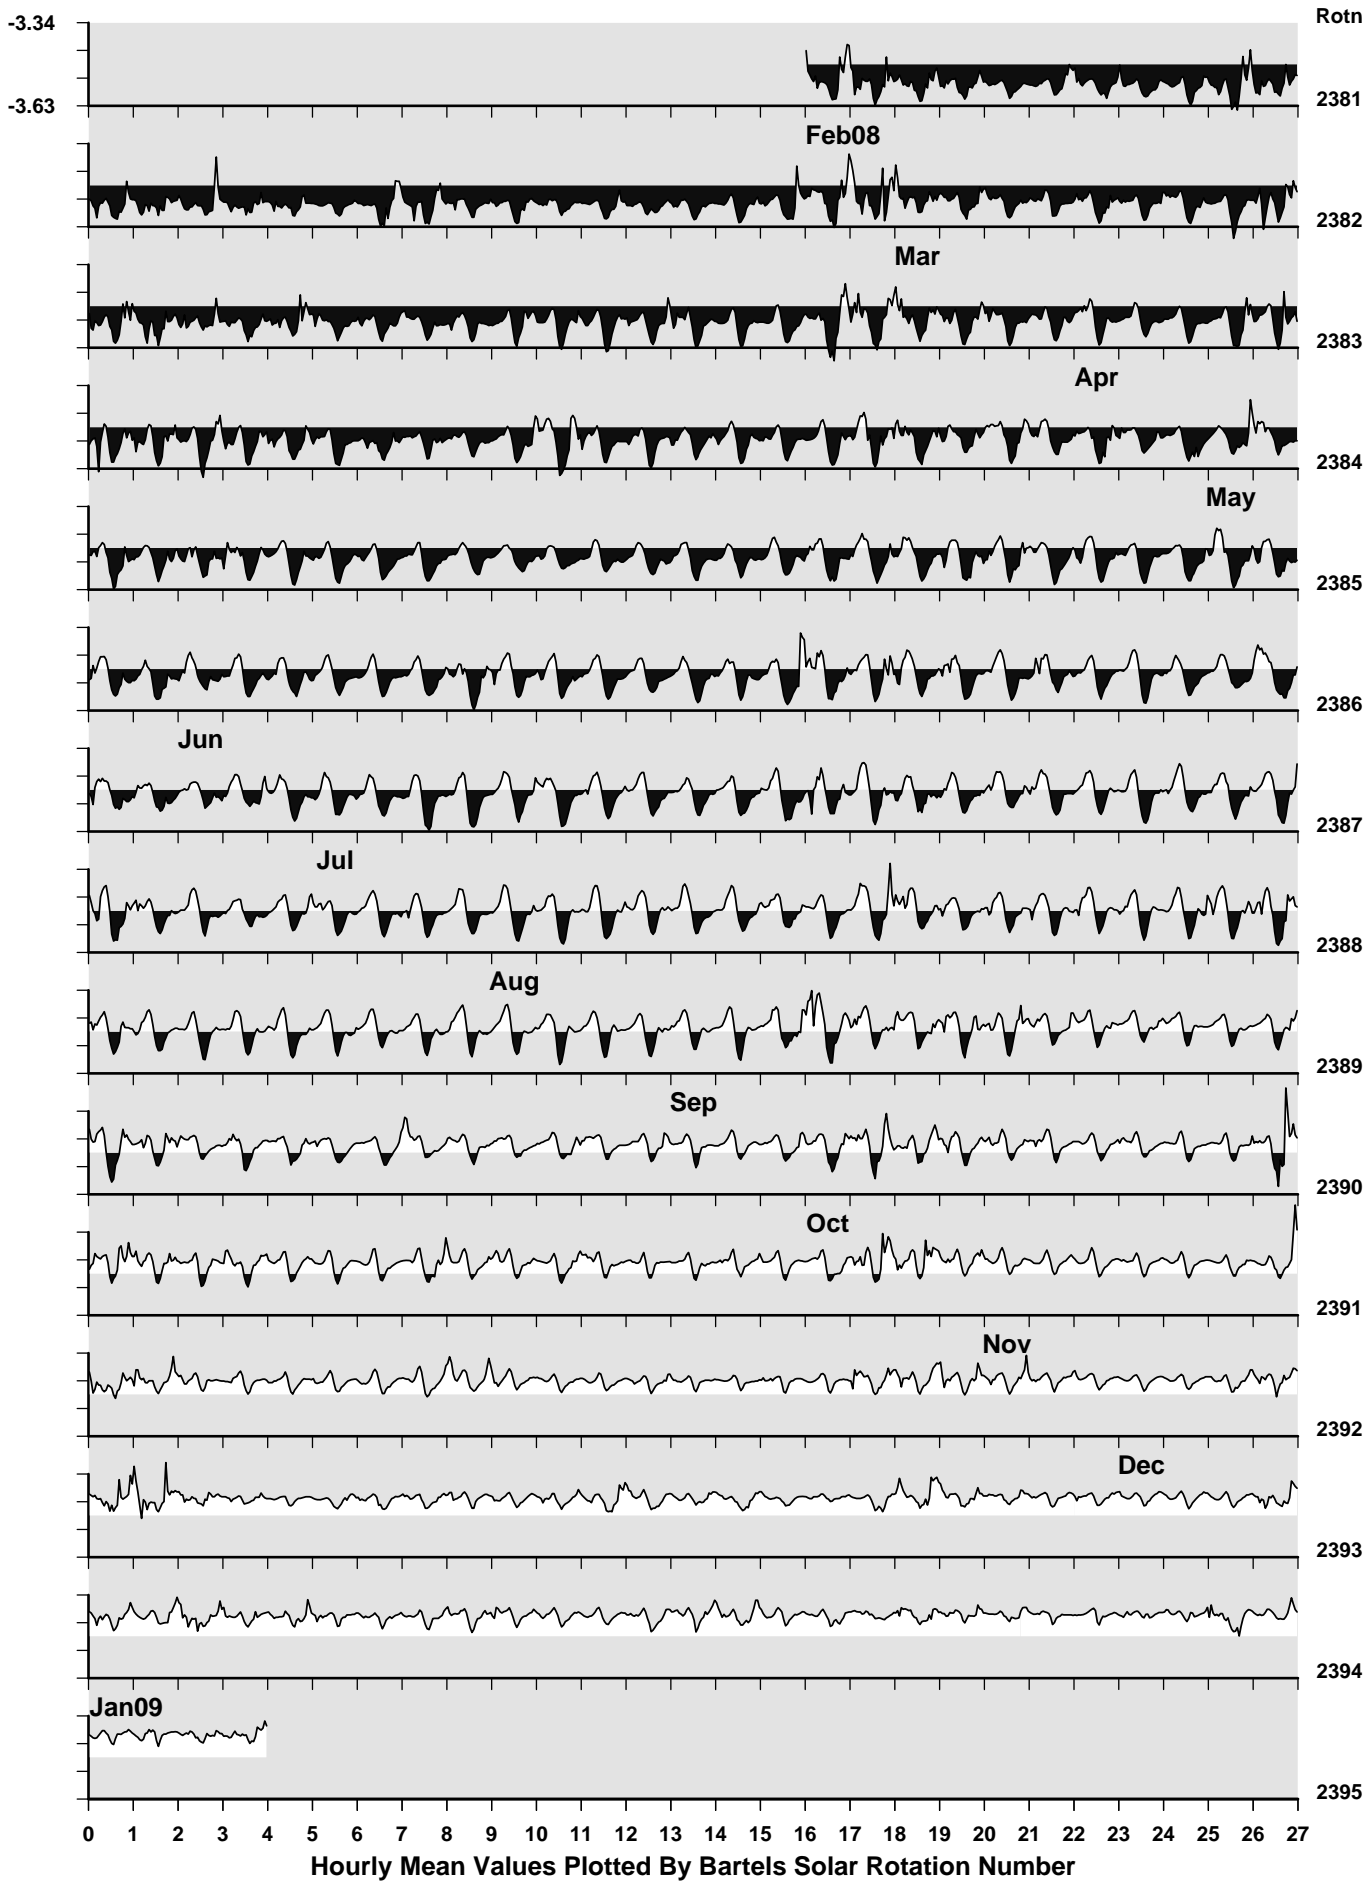 -3.34
Rotn
-3.63
2381
Feb08
2382
Mar
2383
Apr
2384
May
2385
2386
Jun
2387
Jul
2388
Aug
2389
Sep
2390
Oct
2391
Nov
2392
Dec
2393
2394
Jan09
2395
0 1 2 3 4 5 6 7 8 9 10 11 12 13 14 15 16 17 18 19 20 21 22 23 24 25 26 27
Hourly Mean Values Plotted By Bartels Solar Rotation Number